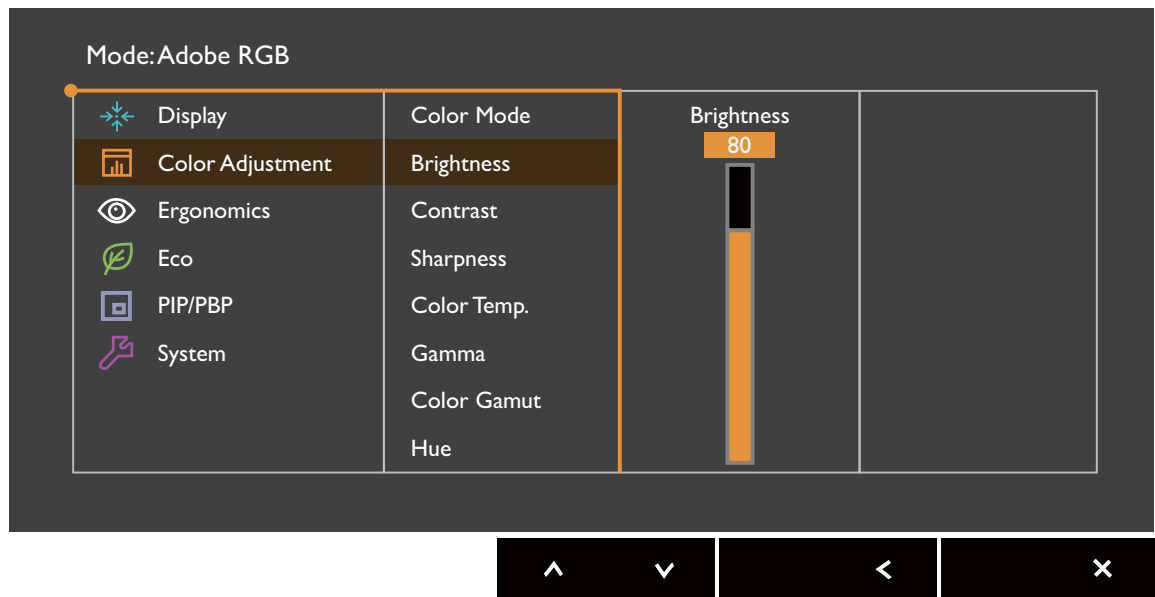 Mode: Adobe RGB
Display
Color Adjustment
Ergonomics
Eco
PIP/PBP
System
Color Mode
Brightness
Contrast
Sharpness
Color Temp.
Gamma
Color Gamut
Hue
Brightness
80